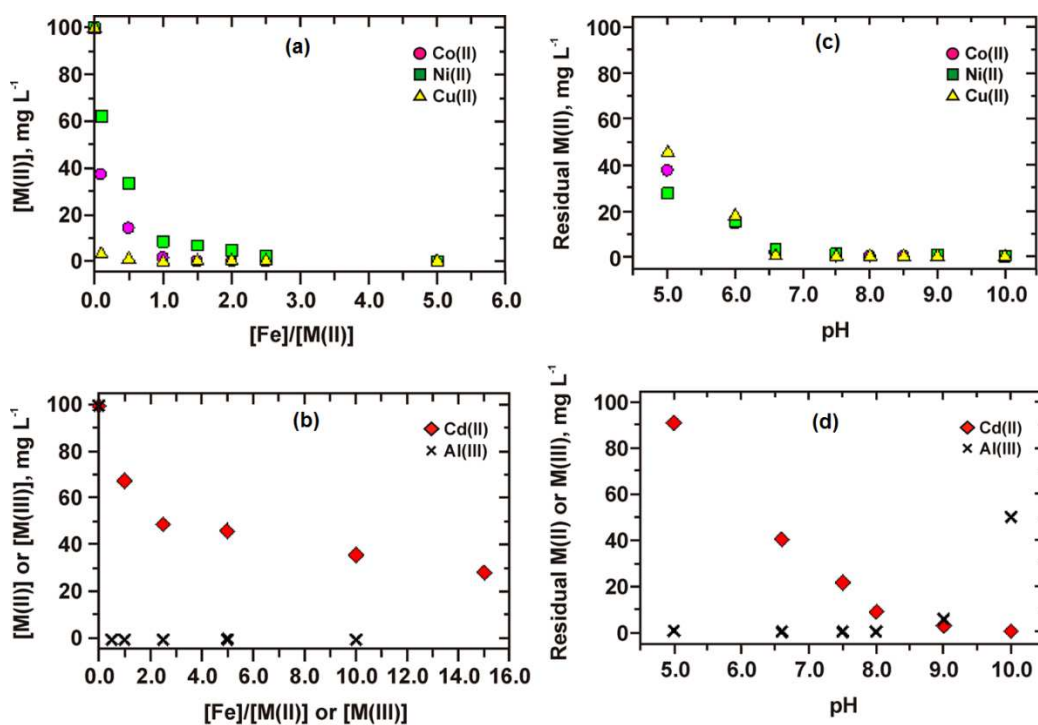 (a)
Co(II)
Ni(II)
Cu(II)
100
80
60
40
20
0
[M(II)], mg L-1
0.0 1.0 2.0 3.0 4.0 5.0 6.0
[Fe]/[M(II)]
(c)
Co(II)
Ni(II)
Cu(II)
100
80
60
40
20
0
Residual M(II), mg L-1
5.0 6.0 7.0 8.0 9.0 10.0
pH
(b)
Cd(II)
Al(III)
100
80
60
40
20
0
[M(II)] or [M(III)], mg L-1
0.0 2.0 4.0 6.0 8.0 10.0 12.0 14.0 16.0
[Fe]/[M(II)] or [M(III)]
(d)
Cd(II)
Al(III)
100
80
60
40
20
0
Residual M(II) or M(III), mg L-1
5.0 6.0 7.0 8.0 9.0 10.0
pH